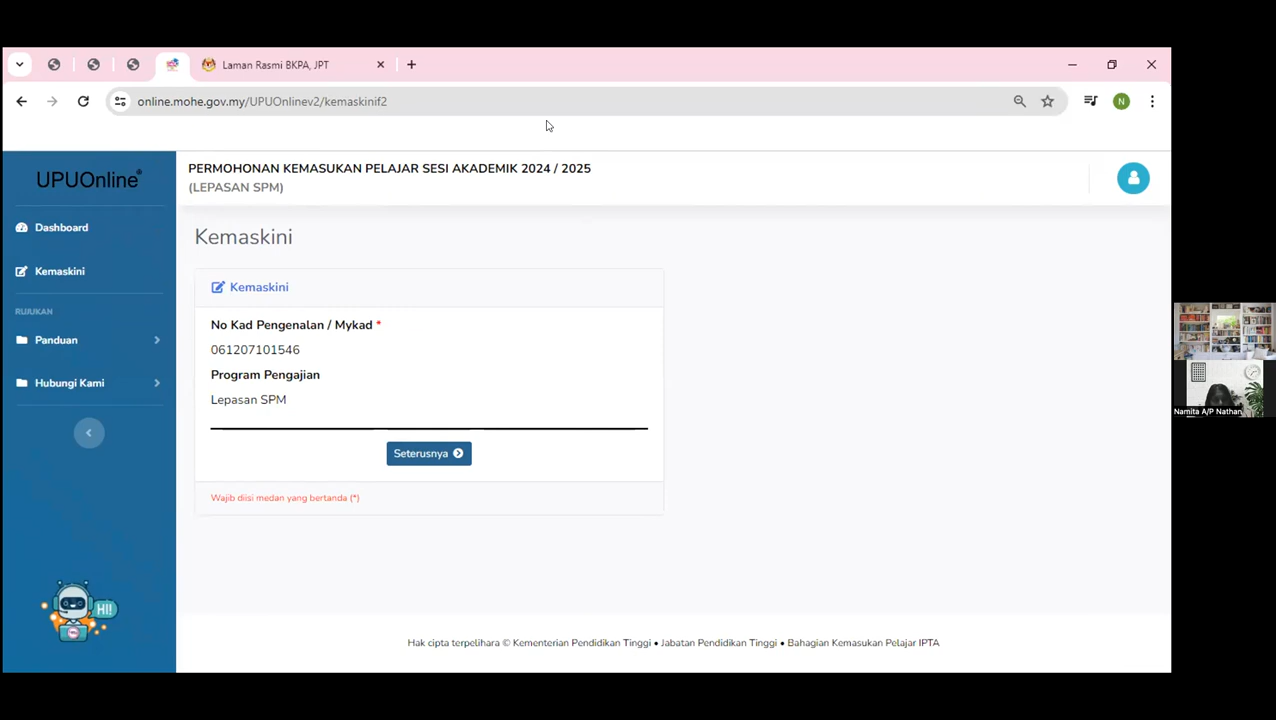 Laman Rasmi BKPA, JPT
online.mohe.gov.my/UPUOnlinev2/kemaskinif2
N
UPUOnline
PERMOHONAN KEMASUKAN PELAJAR SESI AKADEMIK 2024 / 2025
(LEPASAN SPM)
Dashboard
Kemaskini
RUJUKAN
Panduan
Hubungi Kami
HI!
Kemaskini
Kemaskini
No Kad Pengenalan / Mykad *
061207101546
Program Pengajian
Lepasan SPM
Seterusnya
Wajib diisi medan yang bertanda (*)
Hak cipta terpelihara © Kementerian Pendidikan Tinggi • Jabatan Pendidikan Tinggi • Bahagian Kemasukan Pelajar IPTA
Namita A/P Nathan